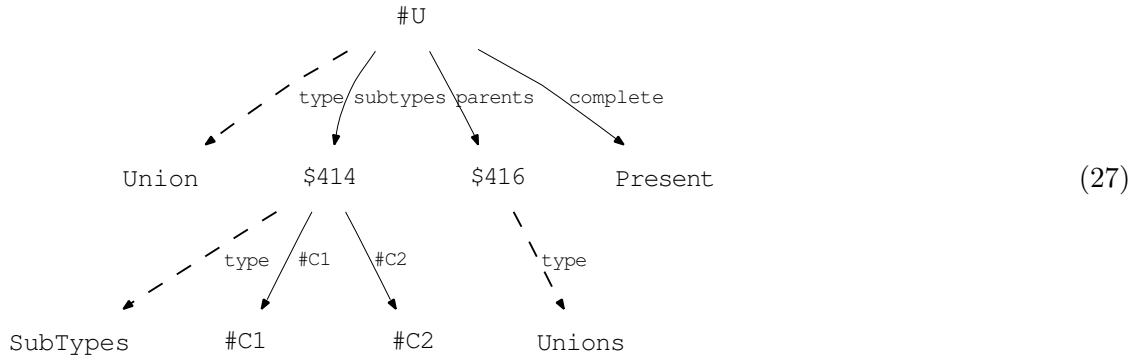 #U
type subtypes parents complete
Union $414 $416 Present (27)
type #C1 #C2 type
SubTypes #C1 #C2 Unions